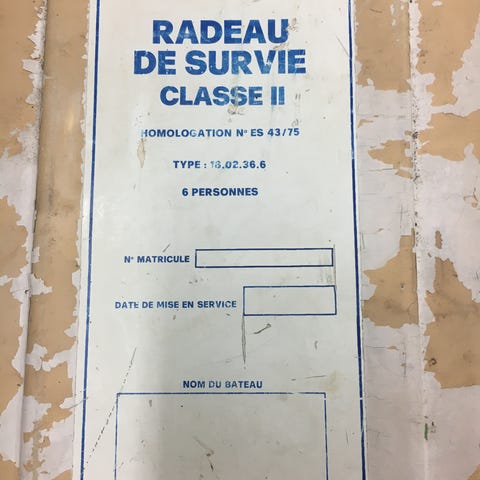 RADEAU
DE SURVIE
CLASSE II
HOMOLOGATION N° ES 43/75
TYPE : 18.02.36.6
6 PERSONNES
N° MATRICULE
DATE DE MISE EN SERVICE
NOM DU BATEAU